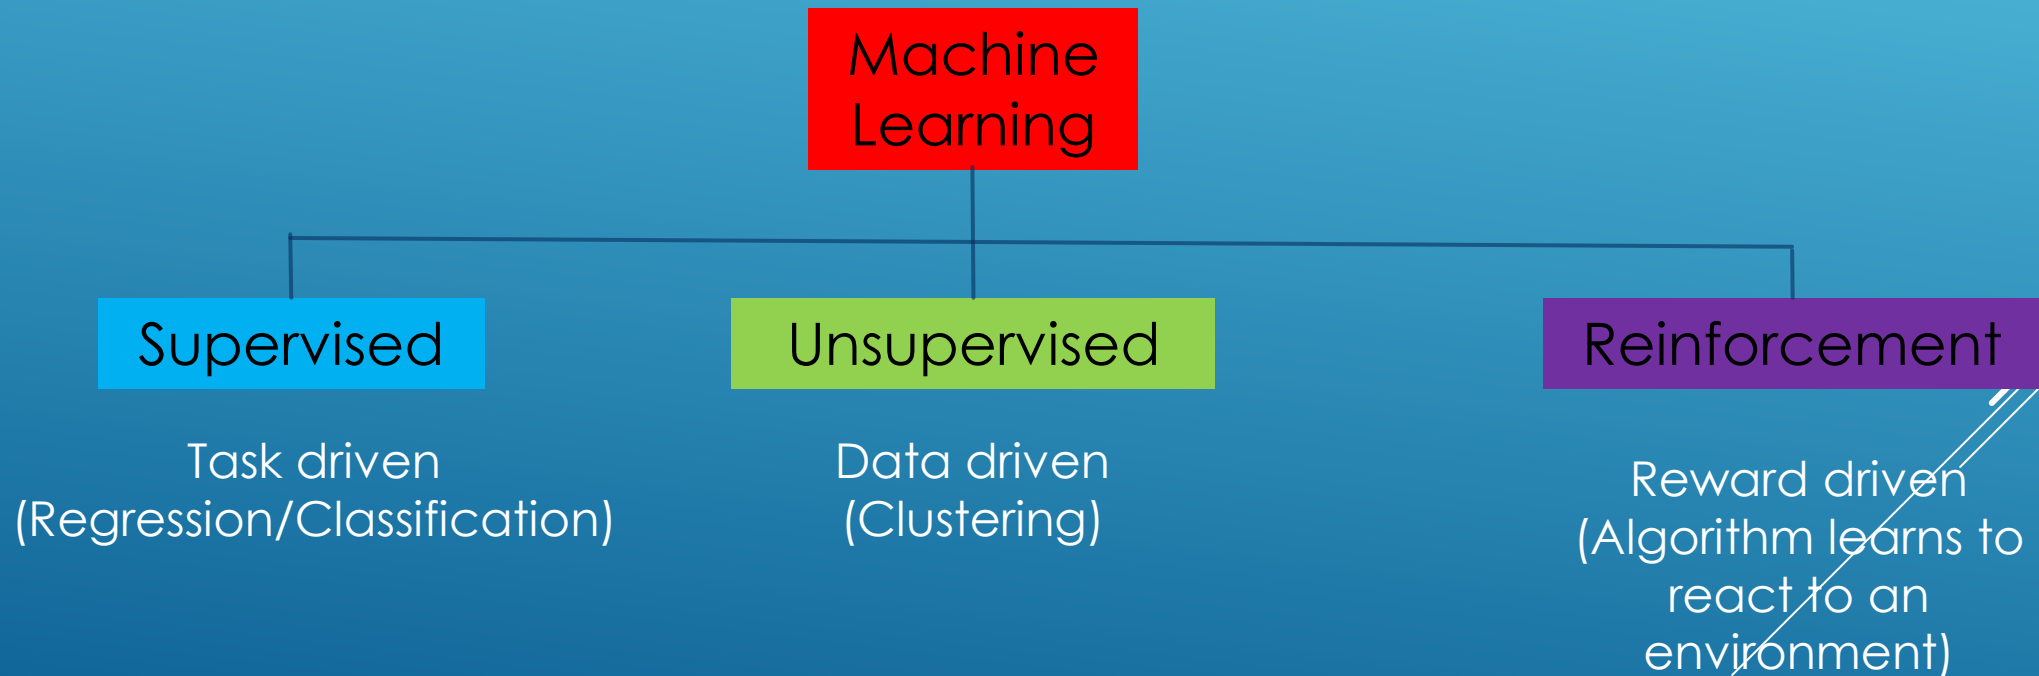 Machine
Learning
Supervised
Unsupervised
Reinforcement
Task driven
(Regression/Classification)
Data driven
(Clustering)
Reward driven
(Algorithm learns to
react to an
environment)